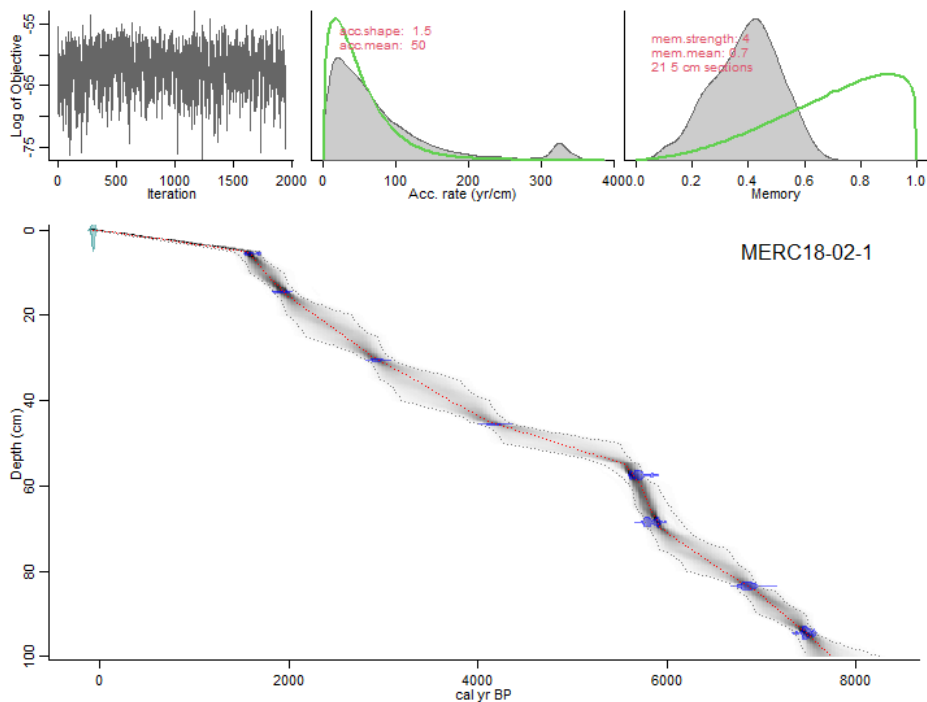 Log of Objective
-55
-65
-75
0 500 1000 1500 2000
Iteration
acc.shape: 1.5
acc.mean: 50
0 100 200 300 400
Acc. rate (yr/cm)
mem.strength: 4
mem.mean: 0.7
21 5 cm sections
0.0 0.2 0.4 0.6 0.8 1.0
Memory
MERC18-02-1
Depth (cm)
0
20
40
60
80
100
0 2000 4000 6000 8000
cal yr BP